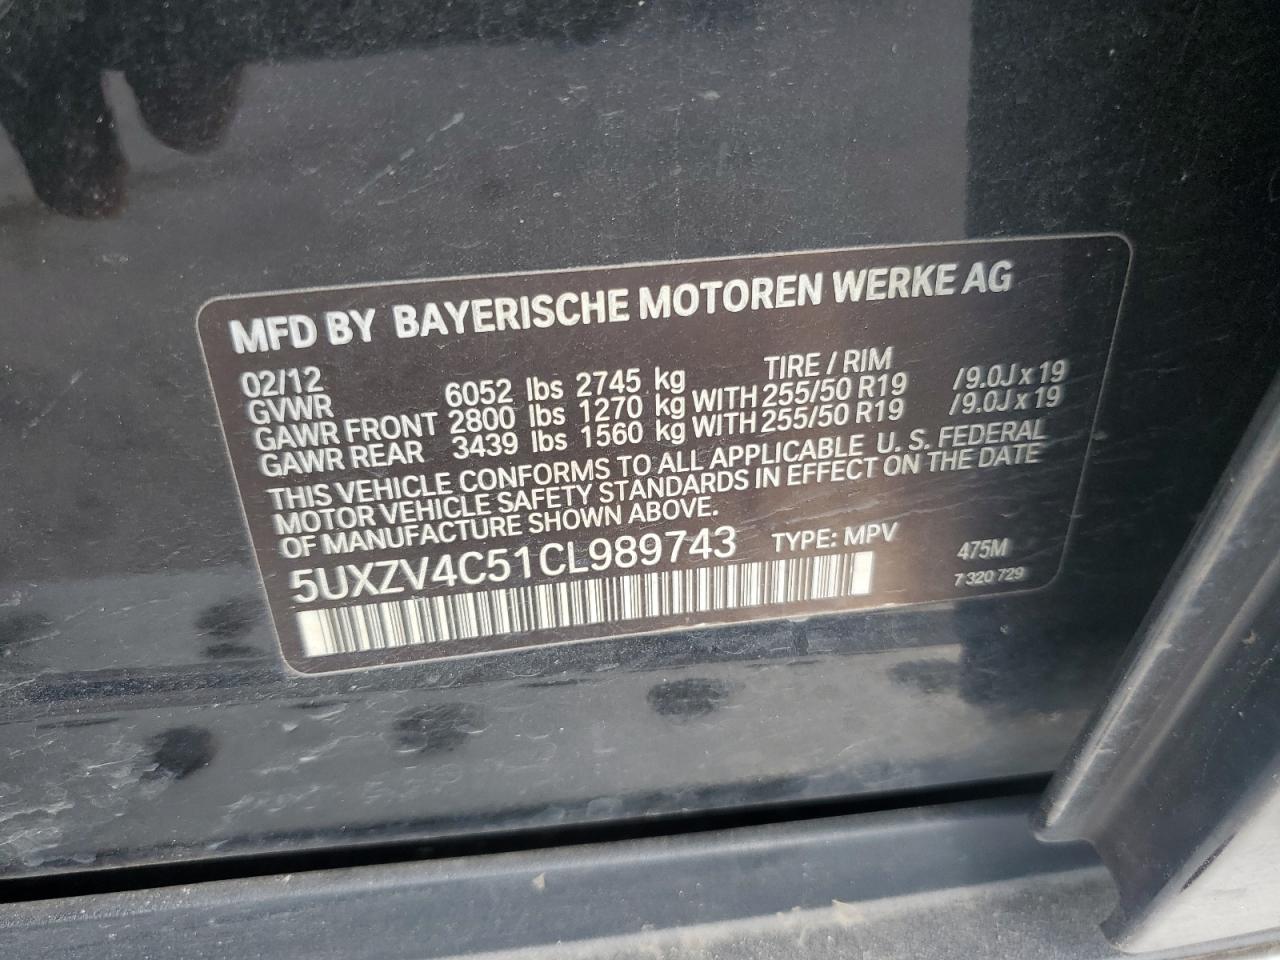 MFD BY BAYERISCHE MOTOREN WERKE AG
02/12 TIRE / RIM
GVWR 6052 lbs 2745 kg
GAWR FRONT 2800 lbs 1270 kg WITH 255/50 R19 /9.0J x 19
GAWR REAR 3439 lbs 1560 kg WITH 255/50 R19 /9.0J x 19
THIS VEHICLE CONFORMS TO ALL APPLICABLE U. S. FEDERAL
MOTOR VEHICLE SAFETY STANDARDS IN EFFECT ON THE DATE
OF MANUFACTURE SHOWN ABOVE.
5UXZV4C51CL989743 TYPE: MPV 475M
7 320 729